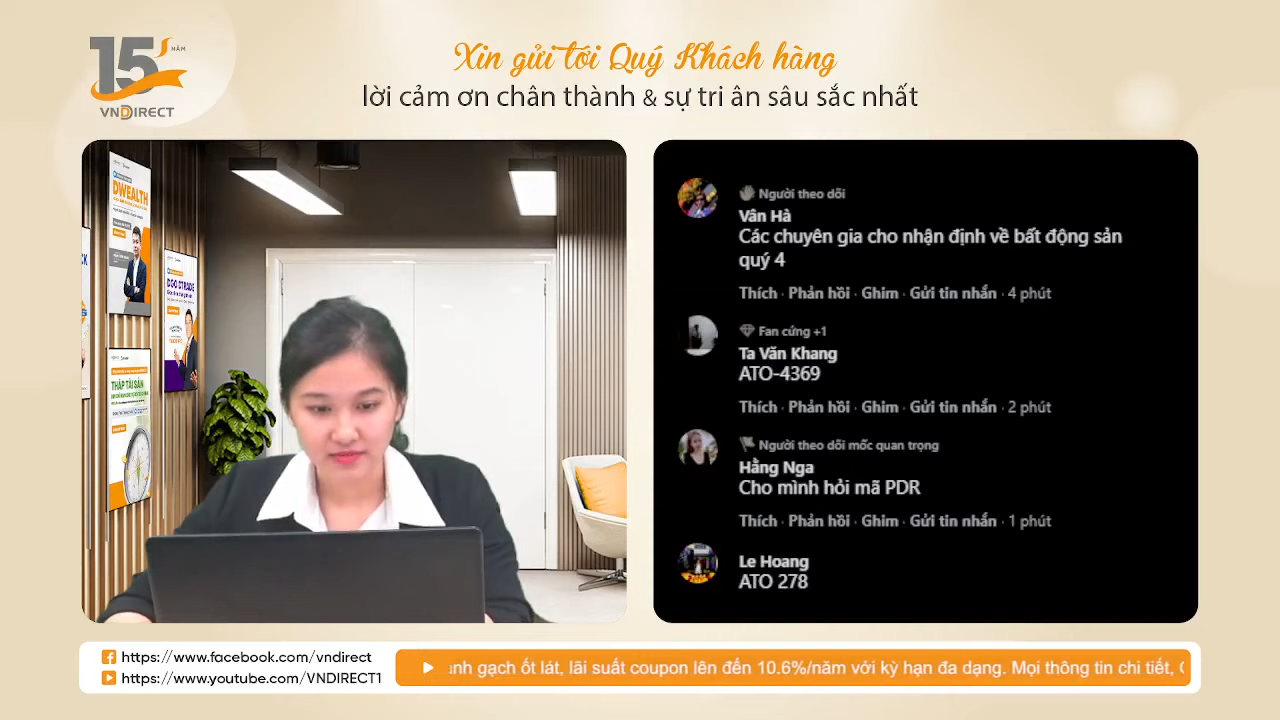 15 NĂM
VNDIRECT
Xin gửi tới Quý Khách hàng
lời cảm ơn chân thành & sự tri ân sâu sắc nhất
DWEALTH
DGO CTRADE
THẤP TÀI SẢN
Người theo dõi
Vân Hà
Các chuyên gia cho nhận định về bất động sản
quý 4
Thích · Phản hồi · Ghim · Gửi tin nhắn · 4 phút
Fan cứng +1
Ta Văn Khang
ATO-4369
Thích · Phản hồi · Ghim · Gửi tin nhắn · 2 phút
Người theo dõi mốc quan trọng
Hằng Nga
Cho mình hỏi mã PDR
Thích · Phản hồi · Ghim · Gửi tin nhắn · 1 phút
Le Hoang
ATO 278
https://www.facebook.com/vndirect
https://www.youtube.com/VNDIRECT1
gạch ốt lát, lãi suất coupon lên đến 10.6%/năm với kỳ hạn đa dạng. Mọi thông tin chi tiết,